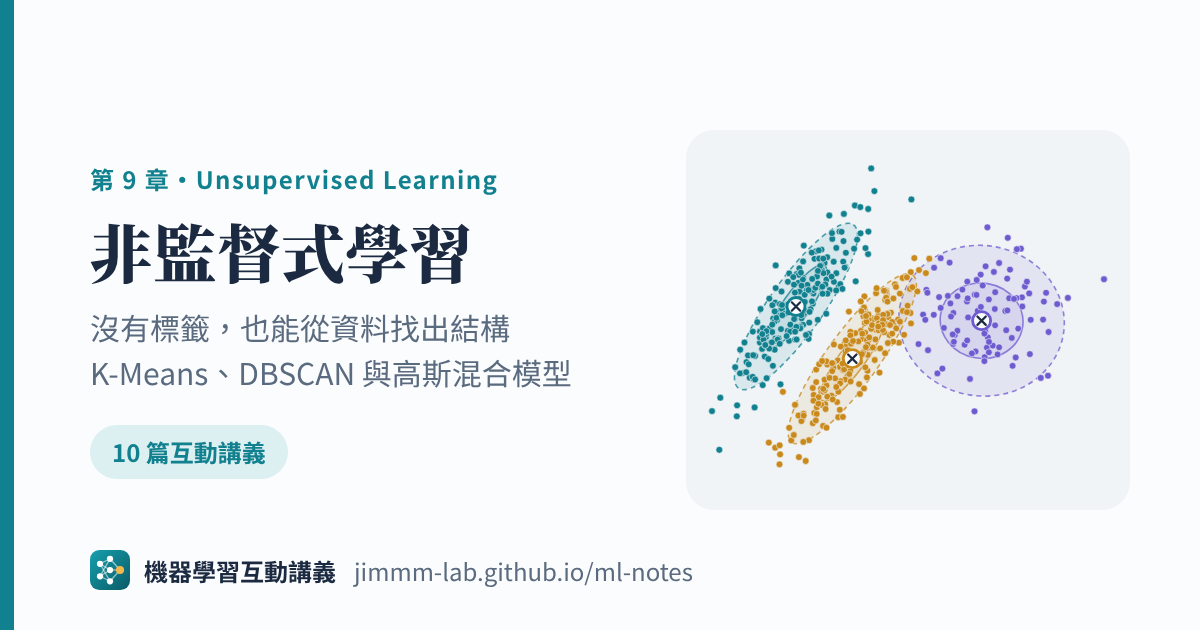 第 9 章・Unsupervised Learning
非監督式學習
沒有標籤，也能從資料找出結構
K-Means、DBSCAN 與高斯混合模型
10 篇互動講義
機器學習互動講義 jimmm-lab.github.io/ml-notes